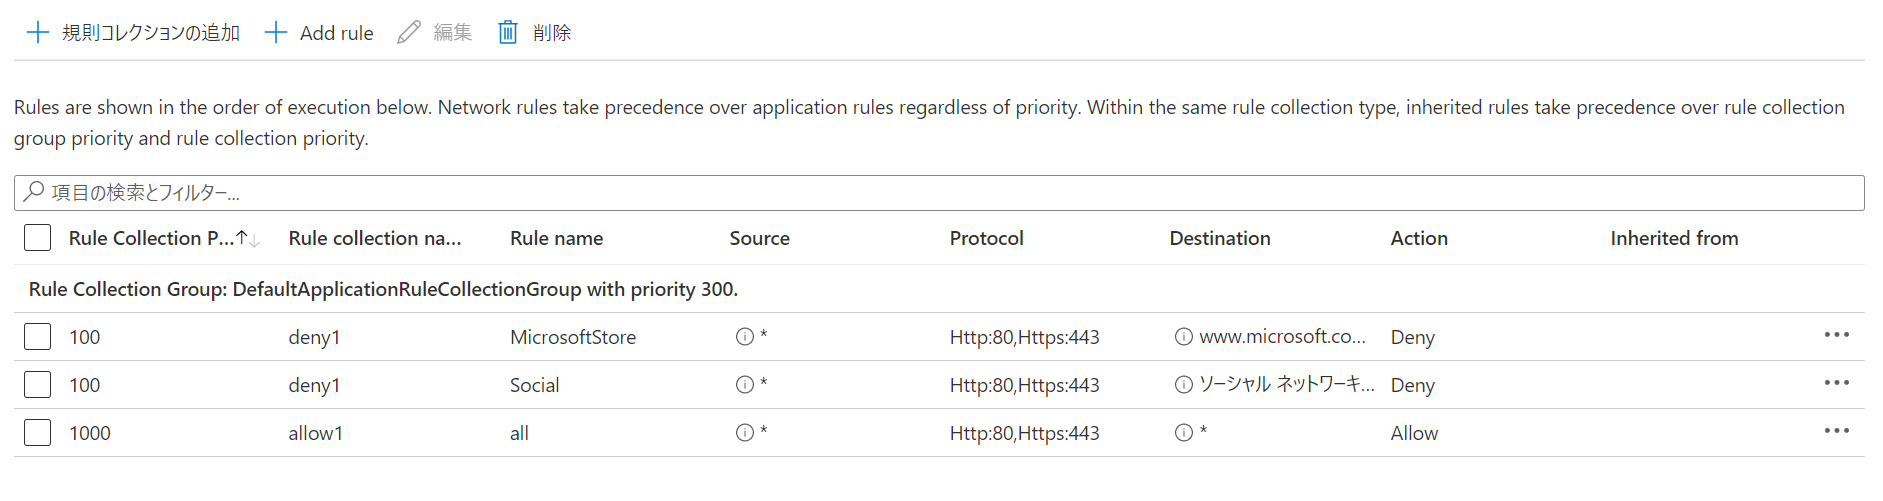 規則コレクションの追加 Add rule 編集 削除
Rules are shown in the order of execution below. Network rules take precedence over application rules regardless of priority. Within the same rule collection type, inherited rules take precedence over rule collection
group priority and rule collection priority.
項目の検索とフィルター...
Rule Collection P...↑↓ Rule collection na... Rule name Source Protocol Destination Action Inherited from
Rule Collection Group: DefaultApplicationRuleCollectionGroup with priority 300.
100 deny1 MicrosoftStore * Http:80,Https:443 www.microsoft.co... Deny
100 deny1 Social * Http:80,Https:443 ソーシャル ネットワーキ... Deny
1000 allow1 all * Http:80,Https:443 * Allow